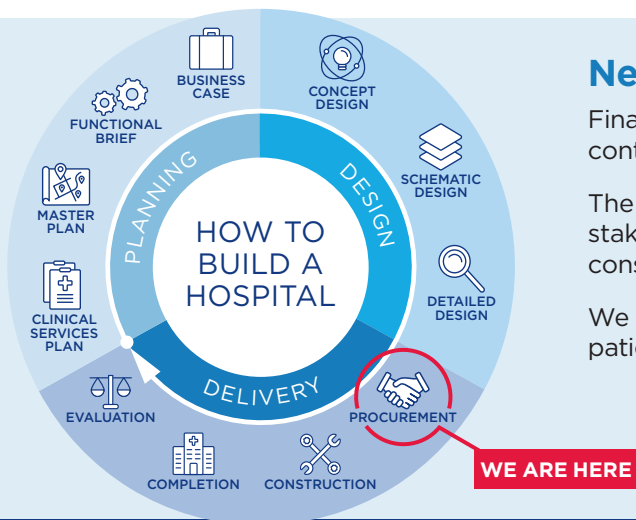 BUSINESS
CASE
CONCEPT
DESIGN
FUNCTIONAL
BRIEF
SCHEMATIC
DESIGN
MASTER
PLAN
PLANNING
DESIGN
HOW TO
BUILD A
HOSPITAL
DETAILED
DESIGN
CLINICAL
SERVICES
PLAN
DELIVERY
EVALUATION
PROCUREMENT
COMPLETION
CONSTRUCTION
WE ARE HERE
Ne
Fina
cont
The
stak
cons
We
patie